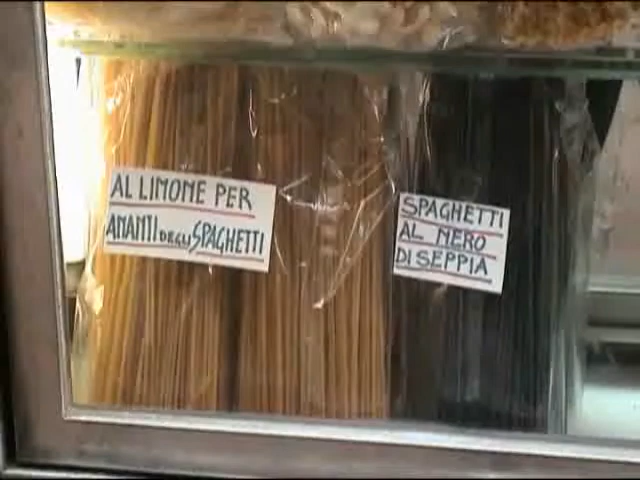 AL LIMONE PER
AMANTI DEGLI SPAGHETTI
SPAGHETTI
AL NERO
DI SEPPIA